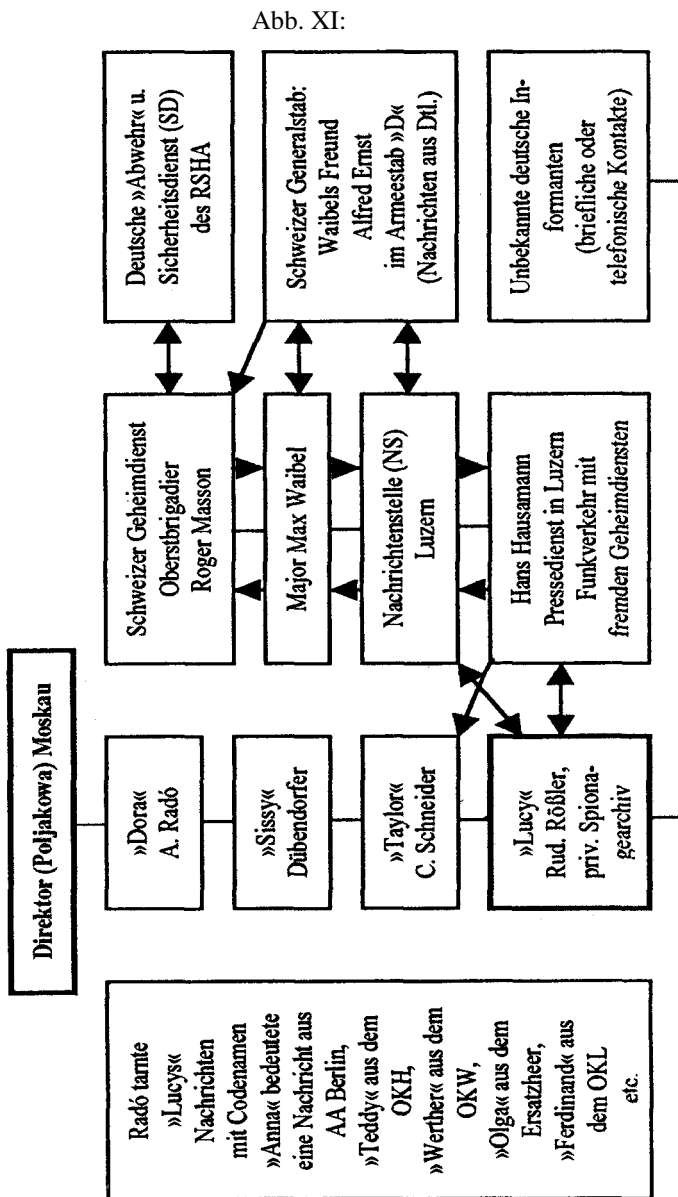 Abb. XI:
Direktor (Poljakowa) Moskau
Radó tarnte
»Lucys«
Nachrichten
mit Codenamen
»Anna« bedeutete
eine Nachricht aus
AA Berlin,
»Teddy« aus dem
OKH,
»Werther« aus dem
OKW,
»Olga« aus dem
Ersatzheer,
»Ferdinand« aus
dem OKL
etc.
»Dora«
A. Radó
»Sissy«
Dübendorfer
»Taylor«
C. Schneider
»Lucy«
Rud. Rößler,
priv. Spiona-
gearchiv
Schweizer Geheimdienst
Oberstbrigadier
Roger Masson
Major Max Waibel
Nachrichtenstelle (NS)
Luzern
Hans Hausamann
Pressedienst in Luzern
Funkverkehr mit
fremden Geheimdiensten
Deutsche »Abwehr« u.
Sicherheitsdienst (SD)
des RSHA
Schweizer Generalstab:
Waibels Freund
Alfred Ernst
im Armeestab »D«
(Nachrichten aus Dtl.)
Unbekannte deutsche In-
formanten
(briefliche oder
telefonische Kontakte)